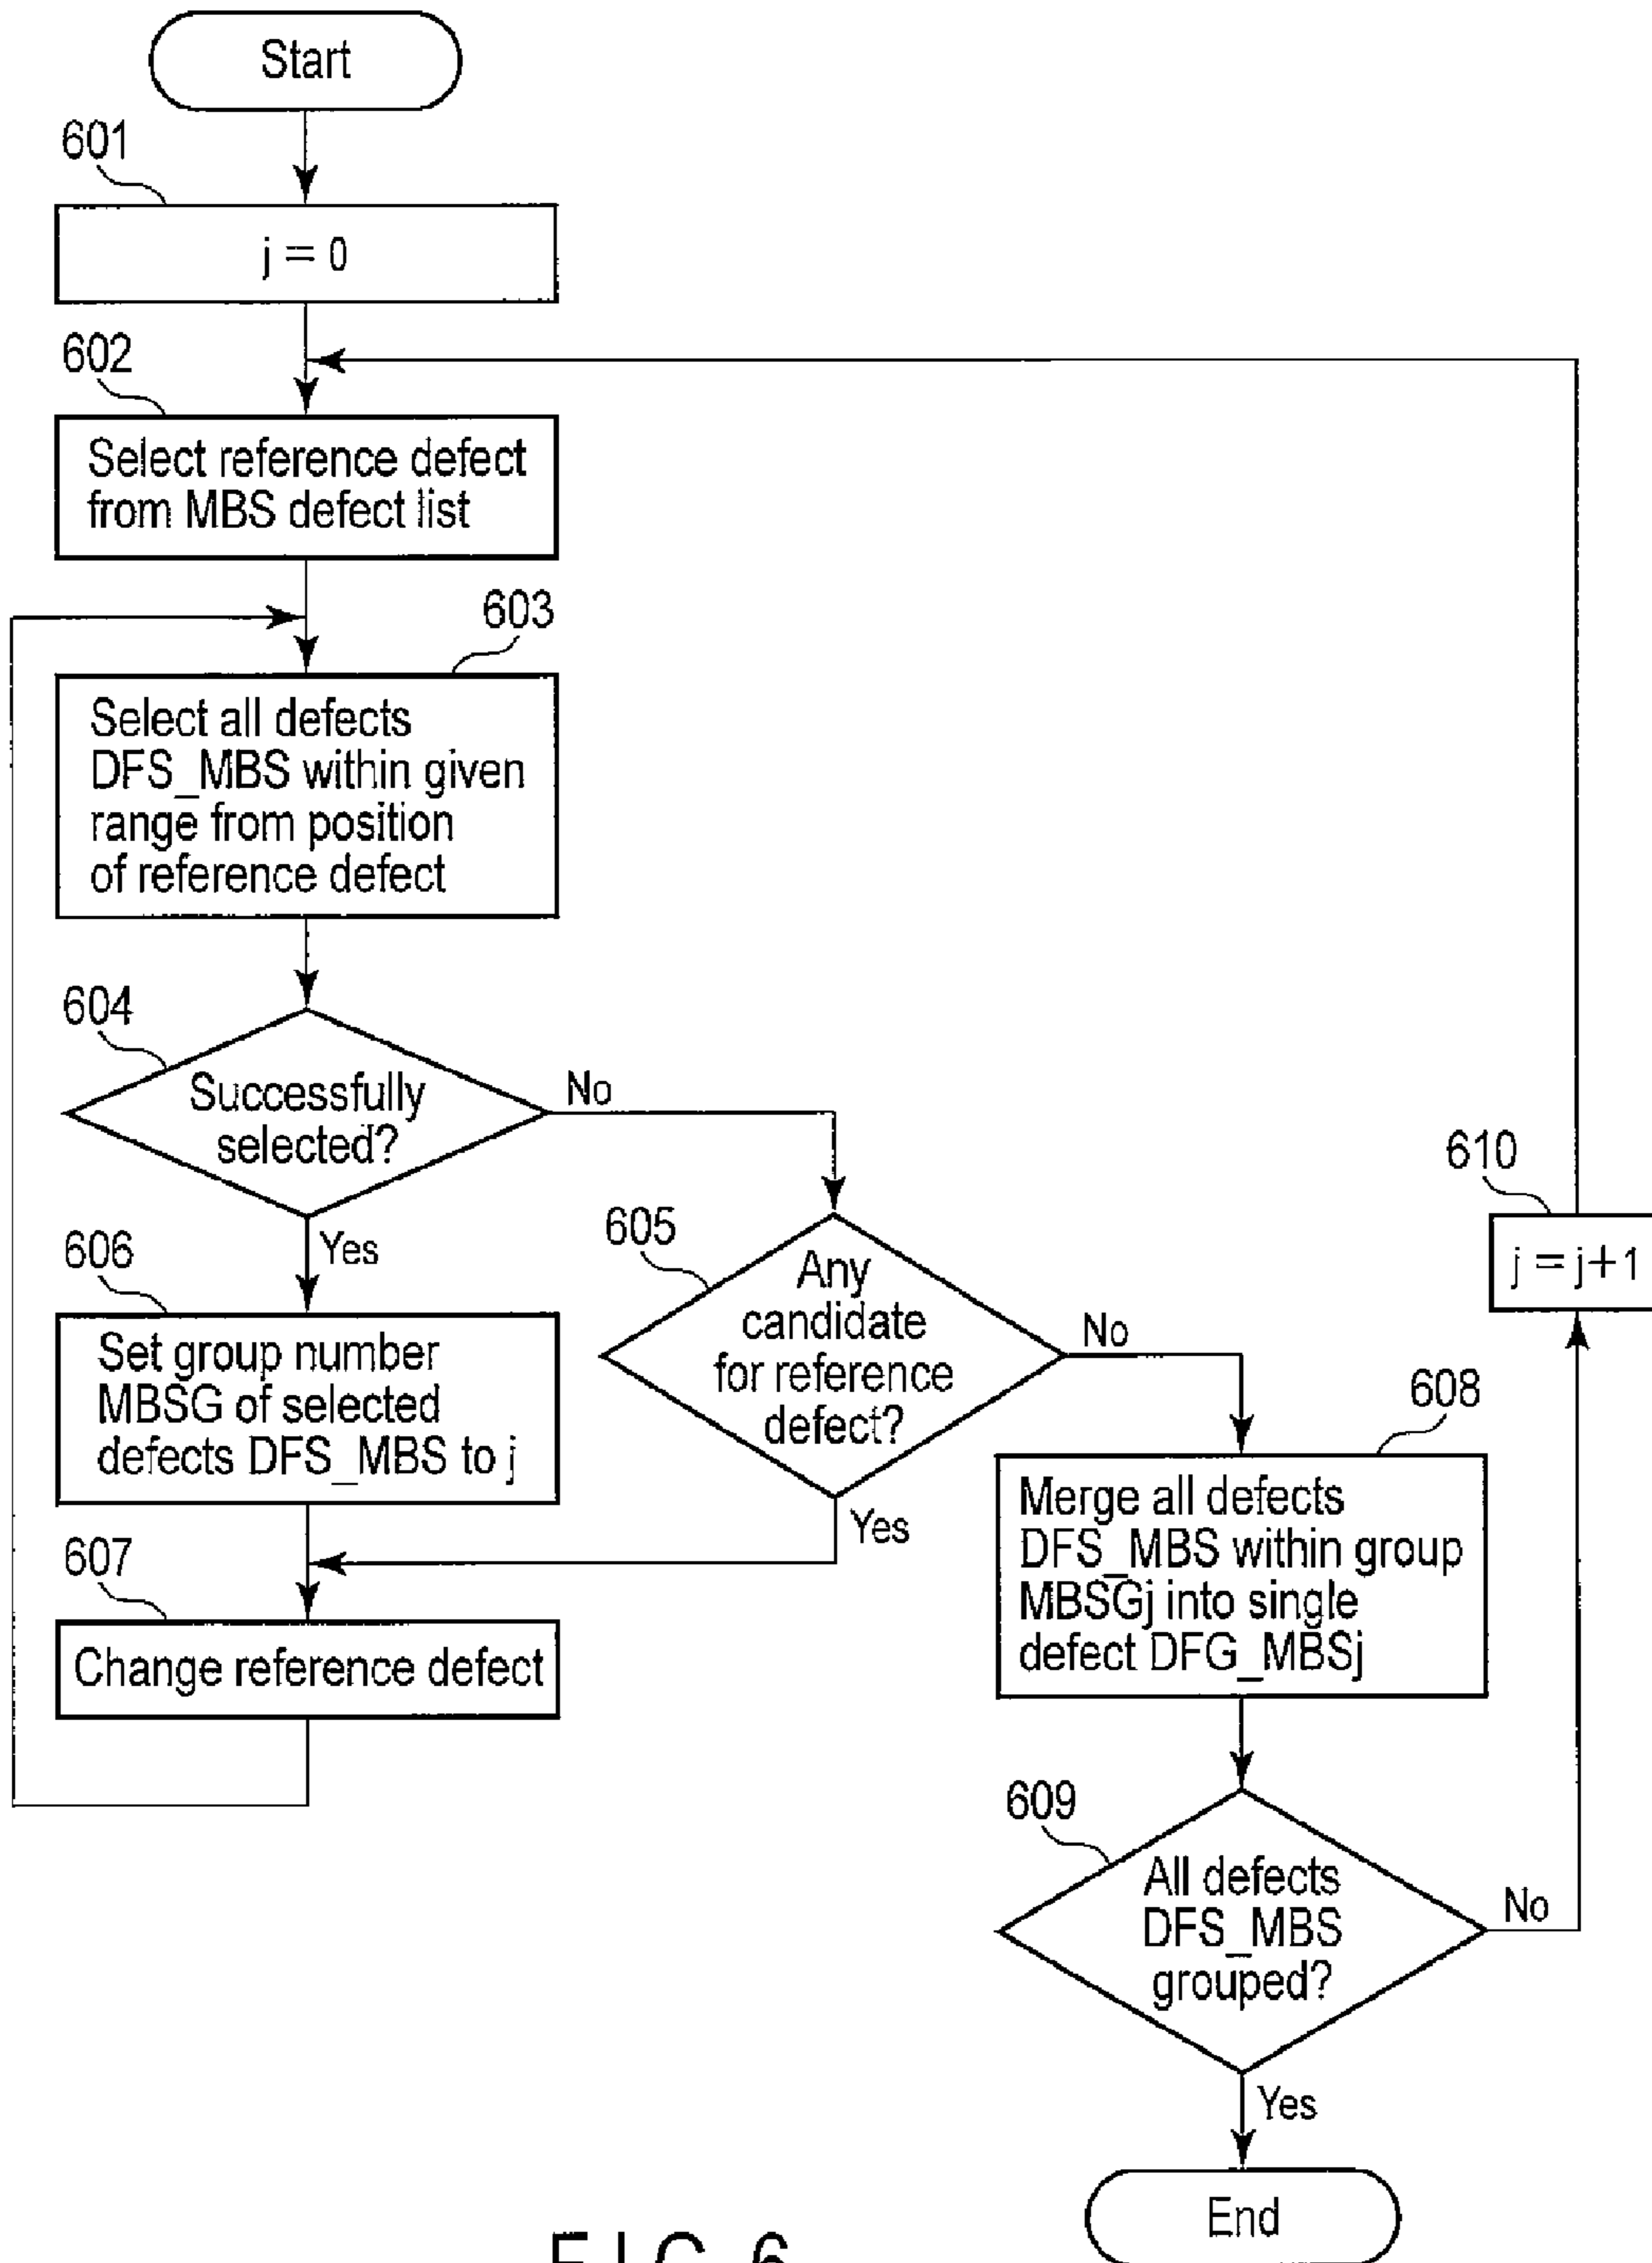 Start
601
j = 0
602
Select reference defect
from MBS defect list
603
Select all defects
DFS_MBS within given
range from position
of reference defect
604
Successfully
selected?
No
Yes
605
Any
candidate
for reference
defect?
No
Yes
606
Set group number
MBSG of selected
defects DFS_MBS to j
607
Change reference defect
608
Merge all defects
DFS_MBS within group
MBSGj into single
defect DFG_MBSj
609
All defects
DFS_MBS
grouped?
No
Yes
610
j = j+1
End
FIG. 6